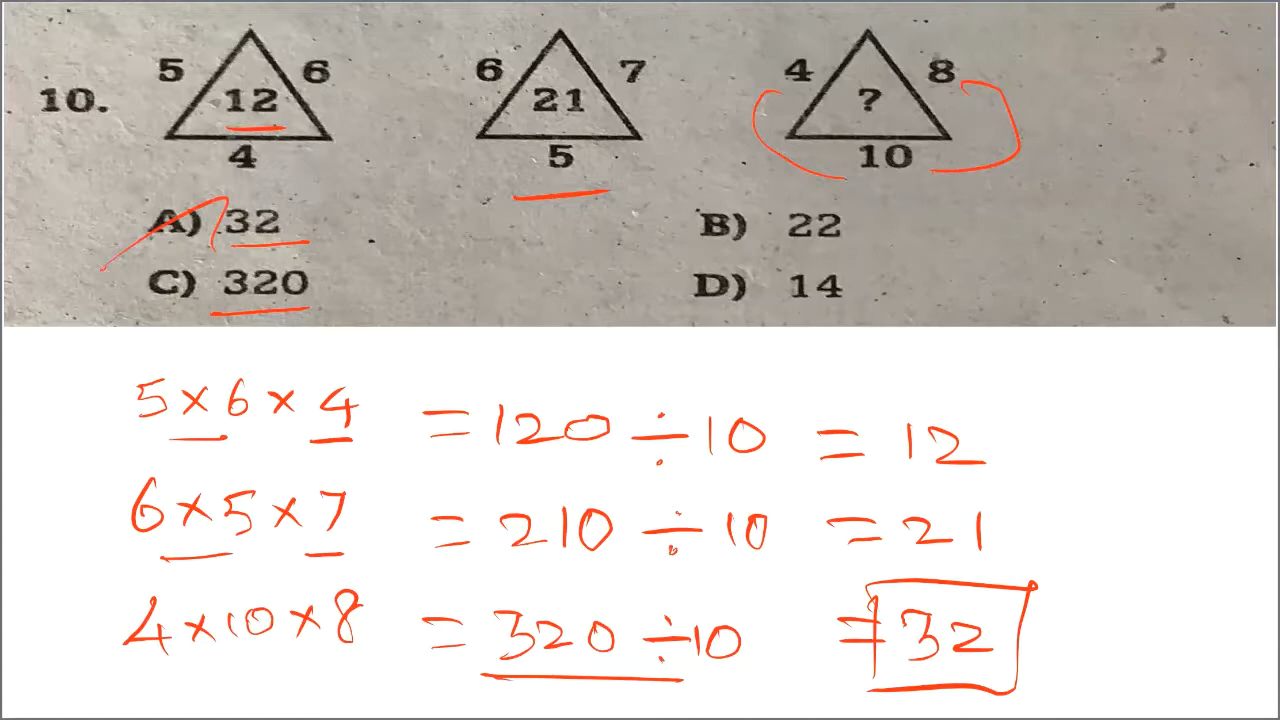 5 6 6 7 4 8
10. 12 21 ?
4 5 10
A) 32 B) 22
C) 320 D) 14
5 × 6 × 4 = 120 ÷ 10 = 12
6 × 5 × 7 = 210 ÷ 10 = 21
4 × 10 × 8 = 320 ÷ 10 = 32